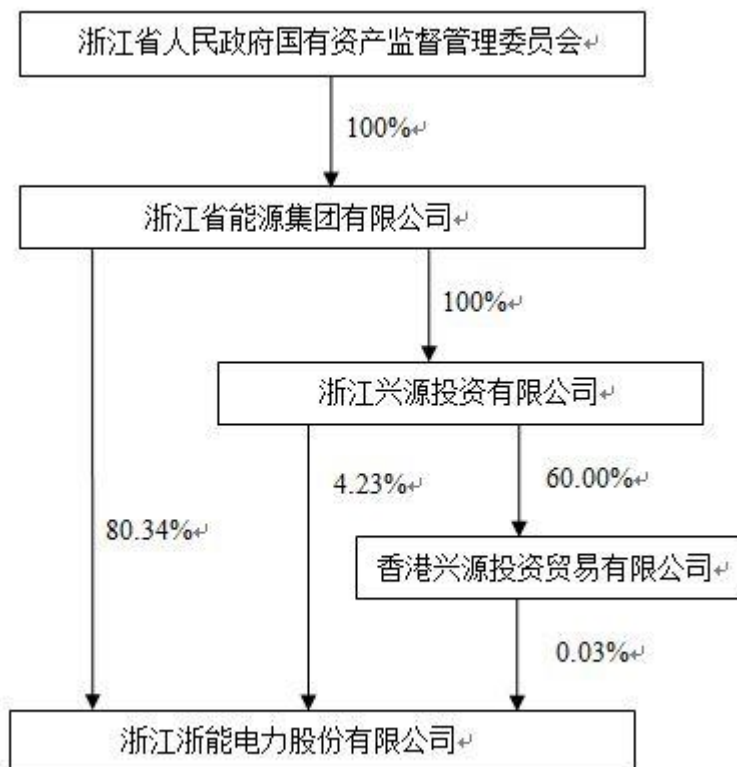 浙江省人民政府国有资产监督管理委员会↵
100%↵
浙江省能源集团有限公司↵
100%↵
浙江兴源投资有限公司↵
4.23%↵
60.00%↵
80.34%↵
香港兴源投资贸易有限公司↵
0.03%↵
浙江浙能电力股份有限公司↵